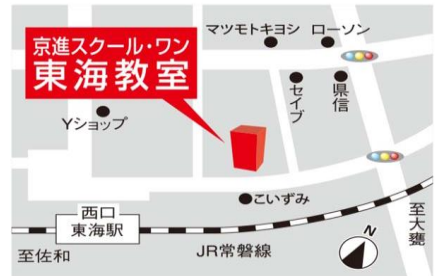 京進スクール・ワン
東海教室
マツモトキヨシ
ローソン
セイブ
県信
Yショップ
こいずみ
西口
東海駅
至佐和
JR常磐線
至大甕
N